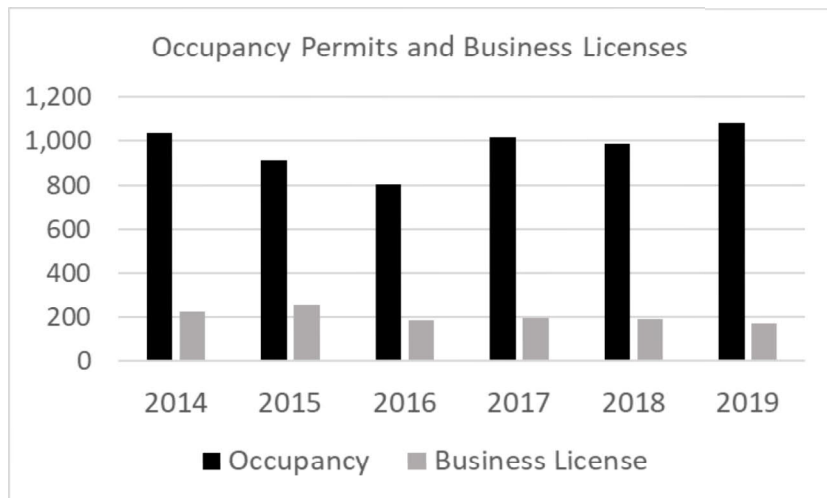 Occupancy Permits and Business Licenses
1,200
1,000
800
600
400
200
0
2014 2015 2016 2017 2018 2019
Occupancy Business License